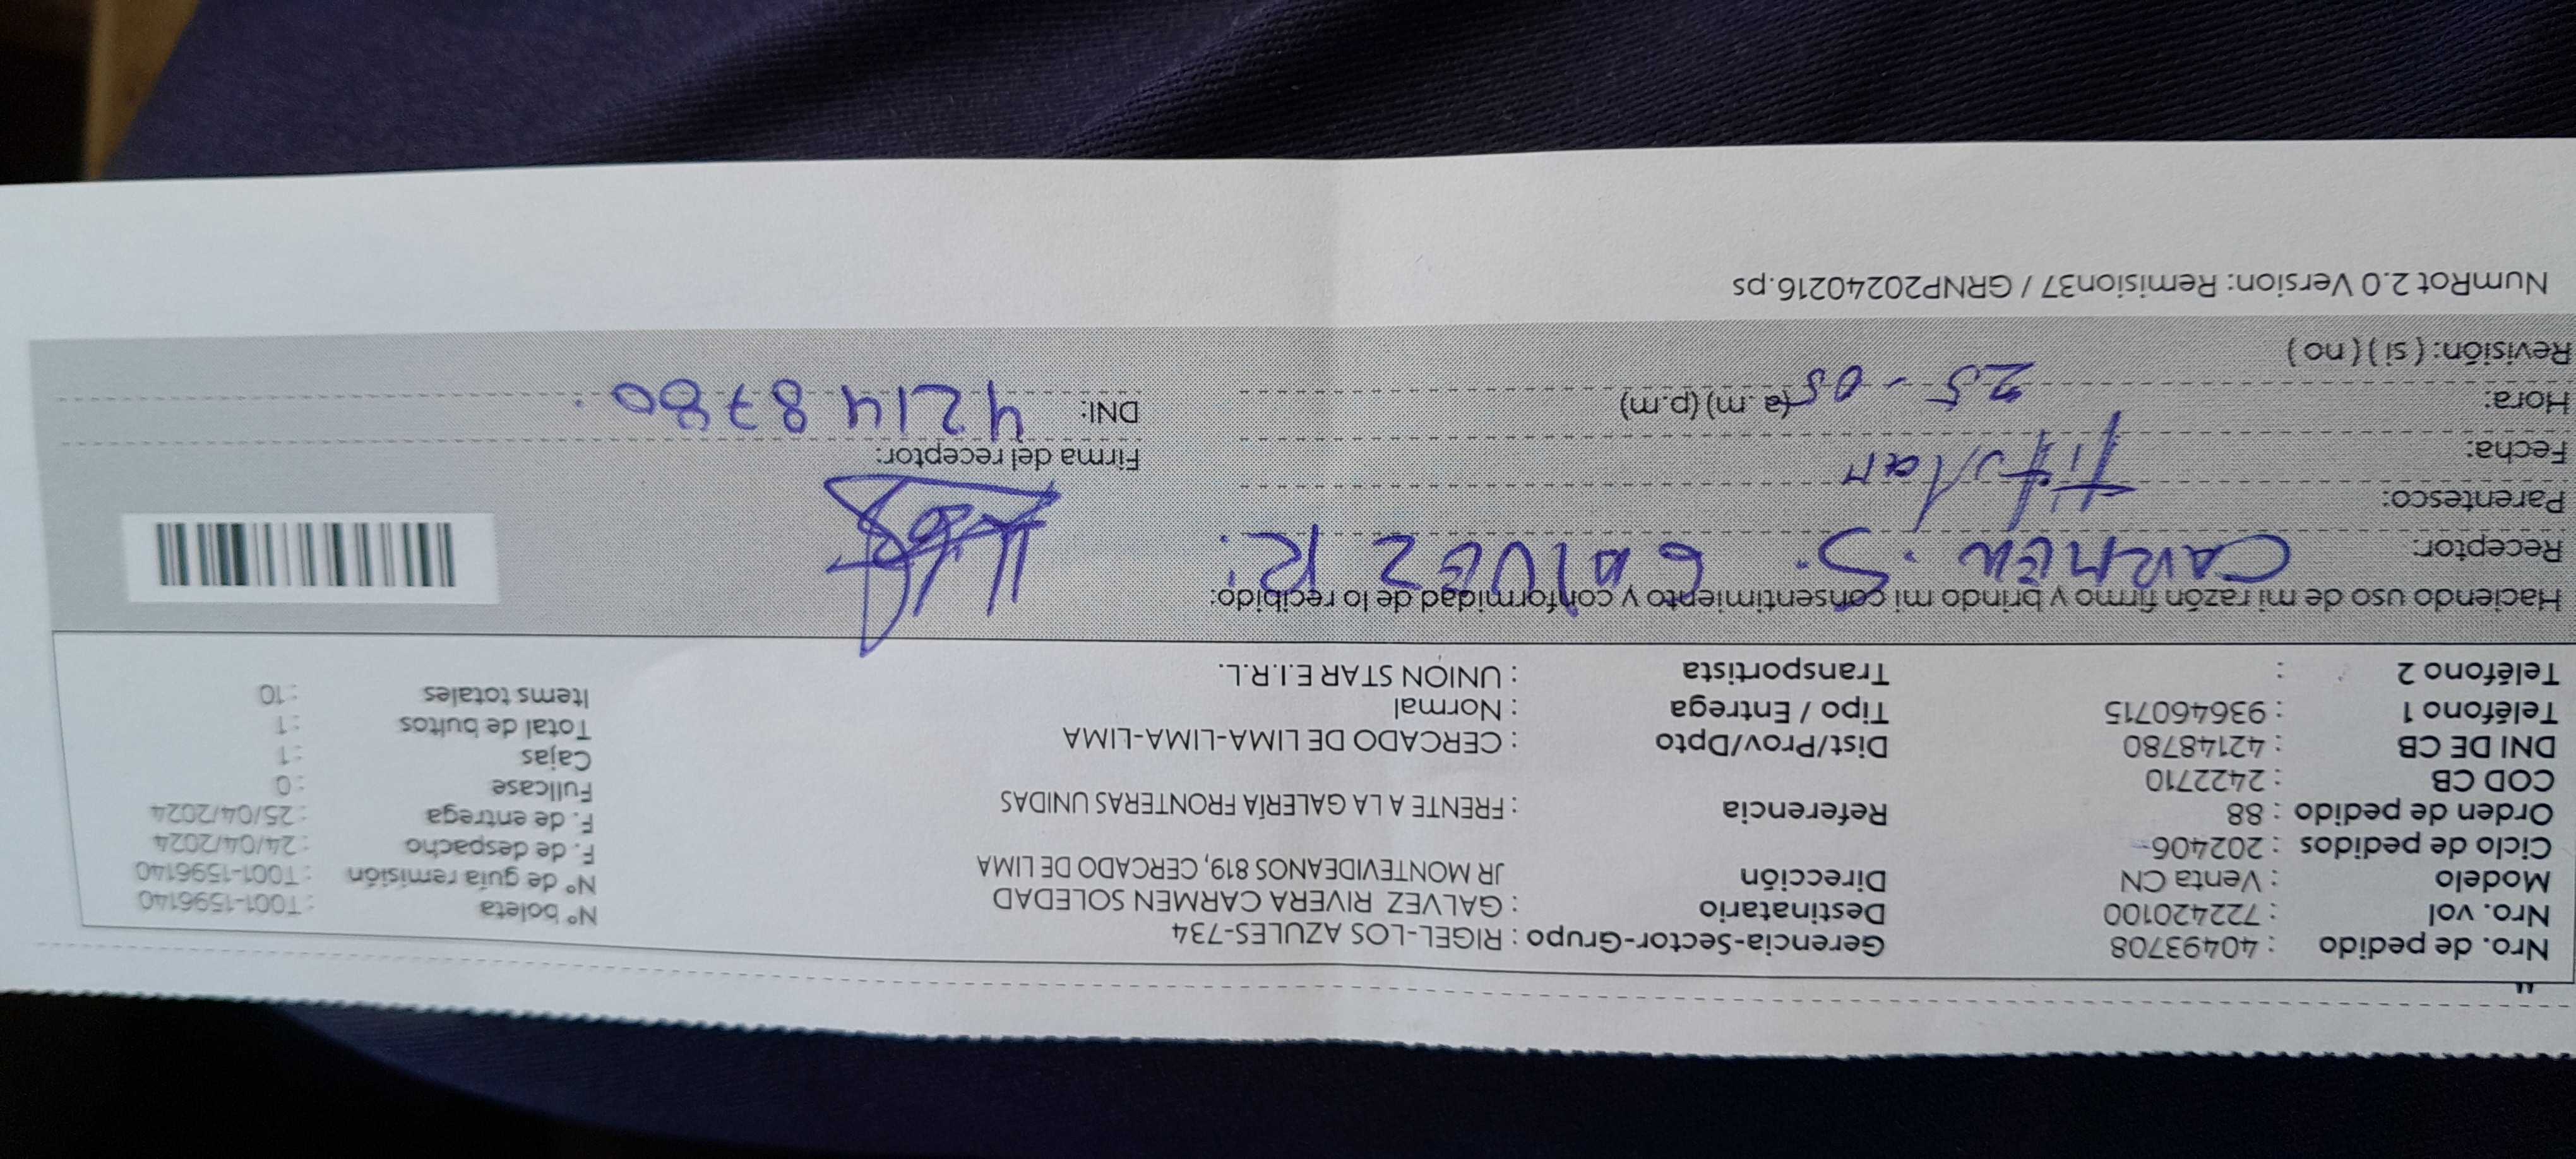 Nro. de pedido : 40493708 Gerencia-Sector-Grupo : RIGEL-LOS AZULES-734
Nro. vol : 722420100 Destinatario : GALVEZ RIVERA CARMEN SOLEDAD Nº boleta : T001-1596140
Modelo : Venta CN Dirección JR MONTEVIDEANOS 819, CERCADO DE LIMA Nº de guía remisión : T001-1596140
Ciclo de pedidos : 202406 F. de despacho : 24/04/2024
Orden de pedido : 88 Referencia : FRENTE A LA GALERÍA FRONTERAS UNIDAS F. de entrega : 25/04/2024
COD CB : 2422710 Fullcase : 0
DNI DE CB : 42148780 Dist/Prov/Dpto : CERCADO DE LIMA-LIMA-LIMA Cajas : 1
Teléfono 1 : 936460715 Tipo / Entrega : Normal Total de bultos : 1
Teléfono 2 : Transportista : UNION STAR E.I.R.L. Items totales : 10
Haciendo uso de mi razón firmo y brindo mi consentimiento y conformidad de lo recibido:
Receptor: CARMEN. S. GALVEZ R.
Parentesco: Titular
Fecha: Firma del receptor:
Hora: 25-05 (a.m) (p.m) DNI: 42148780.
Revisión: ( si ) ( no )
NumRot 2.0 Version: Remision37 / GRNP20240216.ps